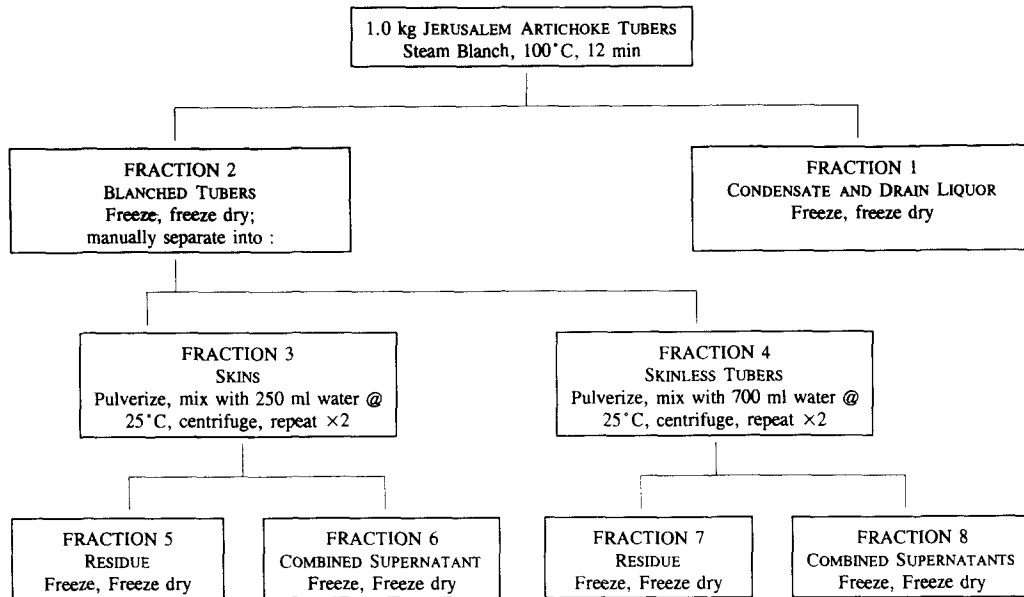 1.0 kg JERUSALEM ARTICHOKE TUBERS
Steam Blanch, 100°C, 12 min
FRACTION 2
BLANCHED TUBERS
Freeze, freeze dry;
manually separate into :
FRACTION 1
CONDENSATE AND DRAIN LIQUOR
Freeze, freeze dry
FRACTION 3
SKINS
Pulverize, mix with 250 ml water @
25°C, centrifuge, repeat ×2
FRACTION 4
SKINLESS TUBERS
Pulverize, mix with 700 ml water @
25°C, centrifuge, repeat ×2
FRACTION 5
RESIDUE
Freeze, Freeze dry
FRACTION 6
COMBINED SUPERNATANT
Freeze, Freeze dry
FRACTION 7
RESIDUE
Freeze, Freeze dry
FRACTION 8
COMBINED SUPERNATANTS
Freeze, Freeze dry